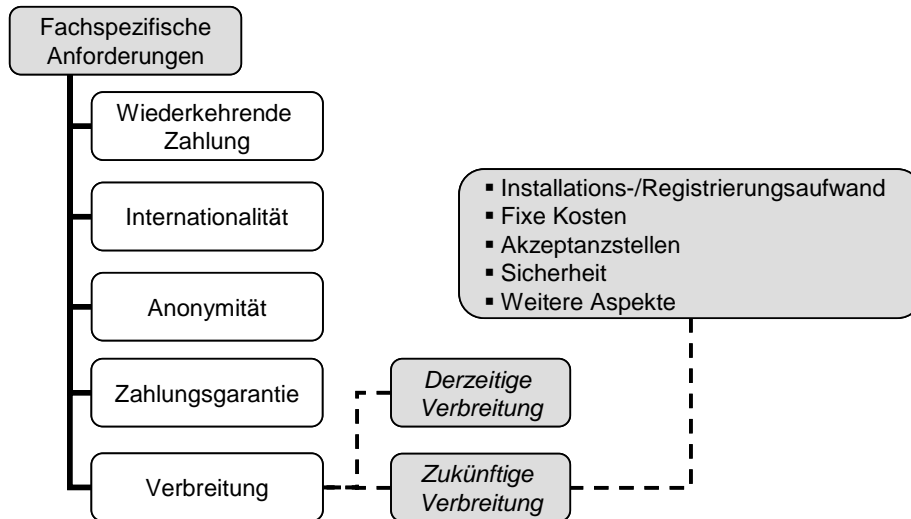 Fachspezifische
Anforderungen
Wiederkehrende
Zahlung
Internationalität
Anonymität
Zahlungsgarantie
Verbreitung
Derzeitige
Verbreitung
Zukünftige
Verbreitung
▪ Installations-/Registrierungsaufwand
▪ Fixe Kosten
▪ Akzeptanzstellen
▪ Sicherheit
▪ Weitere Aspekte